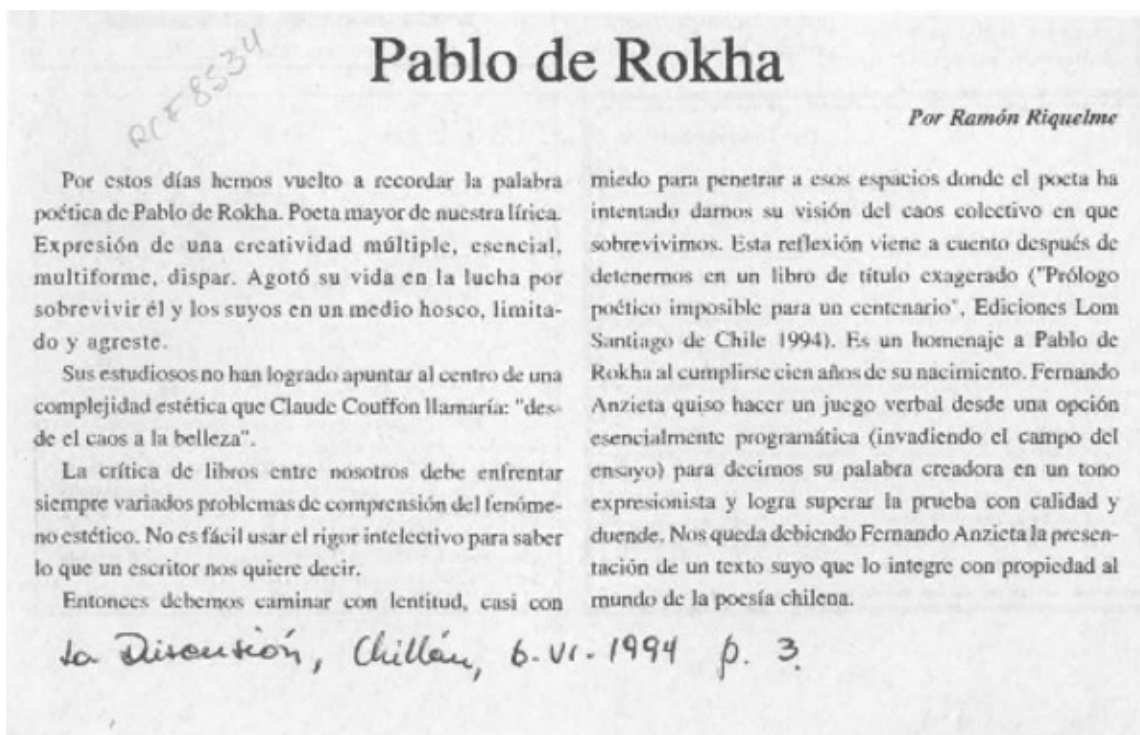 RCF 8534
Pablo de Rokha
Por Ramón Riquelme
Por estos días hemos vuelto a recordar la palabra
poética de Pablo de Rokha. Poeta mayor de nuestra lírica.
Expresión de una creatividad múltiple, esencial,
multiforme, dispar. Agotó su vida en la lucha por
sobrevivir él y los suyos en un medio hosco, limita-
do y agreste.
Sus estudiosos no han logrado apuntar al centro de una
complejidad estética que Claude Couffon llamaría: "des-
de el caos a la belleza".
La crítica de libros entre nosotros debe enfrentar
siempre variados problemas de comprensión del fenóme-
no estético. No es fácil usar el rigor intelectivo para saber
lo que un escritor nos quiere decir.
Entonces debemos caminar con lentitud, casi con
miedo para penetrar a esos espacios donde el poeta ha
intentado darnos su visión del caos colectivo en que
sobrevivimos. Esta reflexión viene a cuento después de
detenernos en un libro de título exagerado ("Prólogo
poético imposible para un centenario", Ediciones Lom
Santiago de Chile 1994). Es un homenaje a Pablo de
Rokha al cumplirse cien años de su nacimiento. Fernando
Anzieta quiso hacer un juego verbal desde una opción
esencialmente programática (invadiendo el campo del
ensayo) para decirnos su palabra creadora en un tono
expresionista y logra superar la prueba con calidad y
duende. Nos queda debiendo Fernando Anzieta la presen-
tación de un texto suyo que lo integre con propiedad al
mundo de la poesía chilena.
La Discusión, Chillán, 6.VI.1994 p. 3.